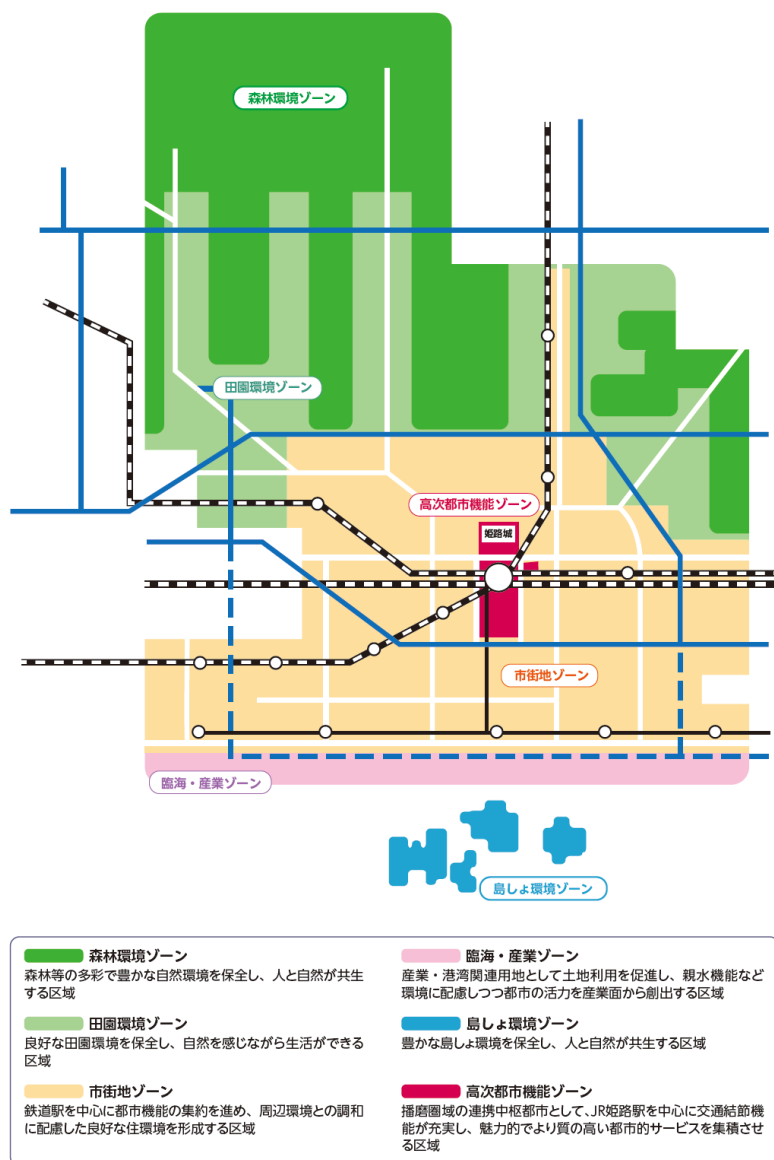 森林環境ゾーン
田園環境ゾーン
高次都市機能ゾーン
姫路城
市街地ゾーン
臨海・産業ゾーン
島しょ環境ゾーン
森林環境ゾーン
森林等の多彩で豊かな自然環境を保全し、人と自然が共生
する区域
田園環境ゾーン
良好な田園環境を保全し、自然を感じながら生活ができる
区域
市街地ゾーン
鉄道駅を中心に都市機能の集約を進め、周辺環境との調和
に配慮した良好な住環境を形成する区域
臨海・産業ゾーン
産業・港湾関連用地として土地利用を促進し、親水機能など
環境に配慮しつつ都市の活力を産業面から創出する区域
島しょ環境ゾーン
豊かな島しょ環境を保全し、人と自然が共生する区域
高次都市機能ゾーン
播磨圏域の連携中枢都市として、JR姫路駅を中心に交通結節機
能が充実し、魅力的でより質の高い都市的サービスを集積させ
る区域